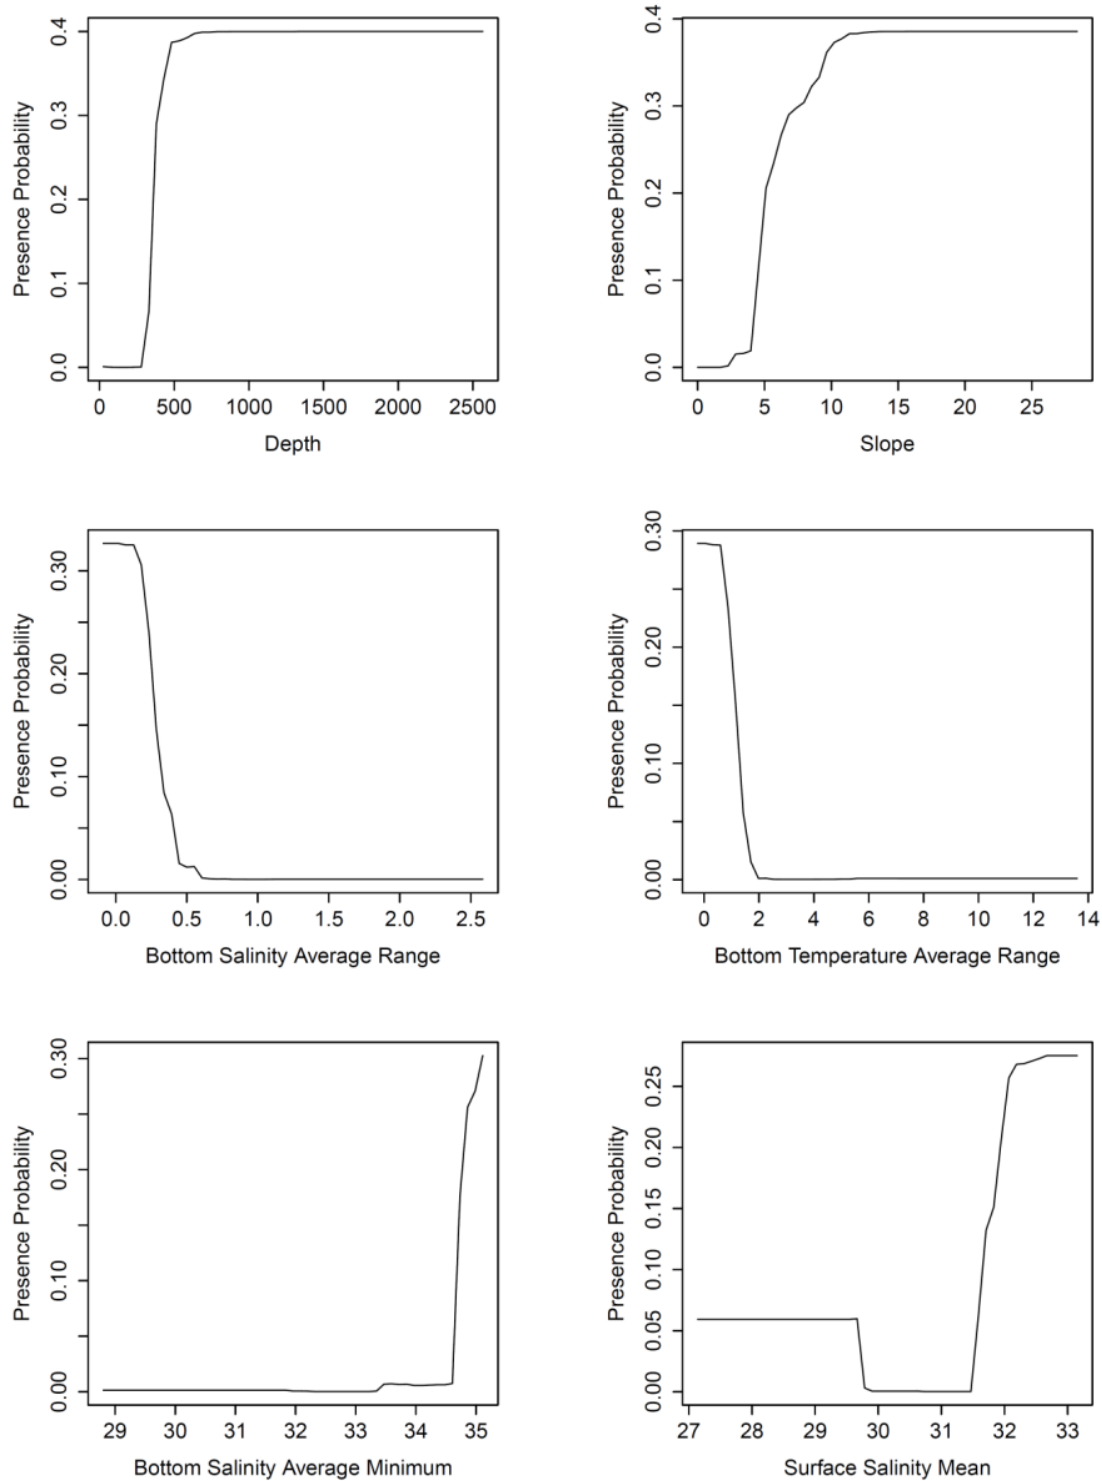 Presence Probability
0.4
0.3
0.2
0.1
0.0
0 500 1000 1500 2000 2500
Depth
Presence Probability
0.4
0.3
0.2
0.1
0.0
0 5 10 15 20 25
Slope
Presence Probability
0.30
0.20
0.10
0.00
0.0 0.5 1.0 1.5 2.0 2.5
Bottom Salinity Average Range
Presence Probability
0.30
0.20
0.10
0.00
0 2 4 6 8 10 12 14
Bottom Temperature Average Range
Presence Probability
0.30
0.20
0.10
0.00
29 30 31 32 33 34 35
Bottom Salinity Average Minimum
Presence Probability
0.25
0.20
0.15
0.10
0.05
0.00
27 28 29 30 31 32 33
Surface Salinity Mean